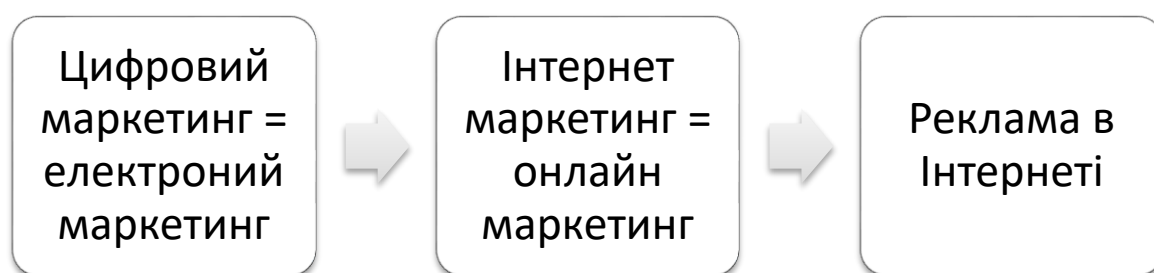 Цифровий
маркетинг =
електроний
маркетинг
Інтернет
маркетинг =
онлайн
маркетинг
Реклама в
Інтернеті